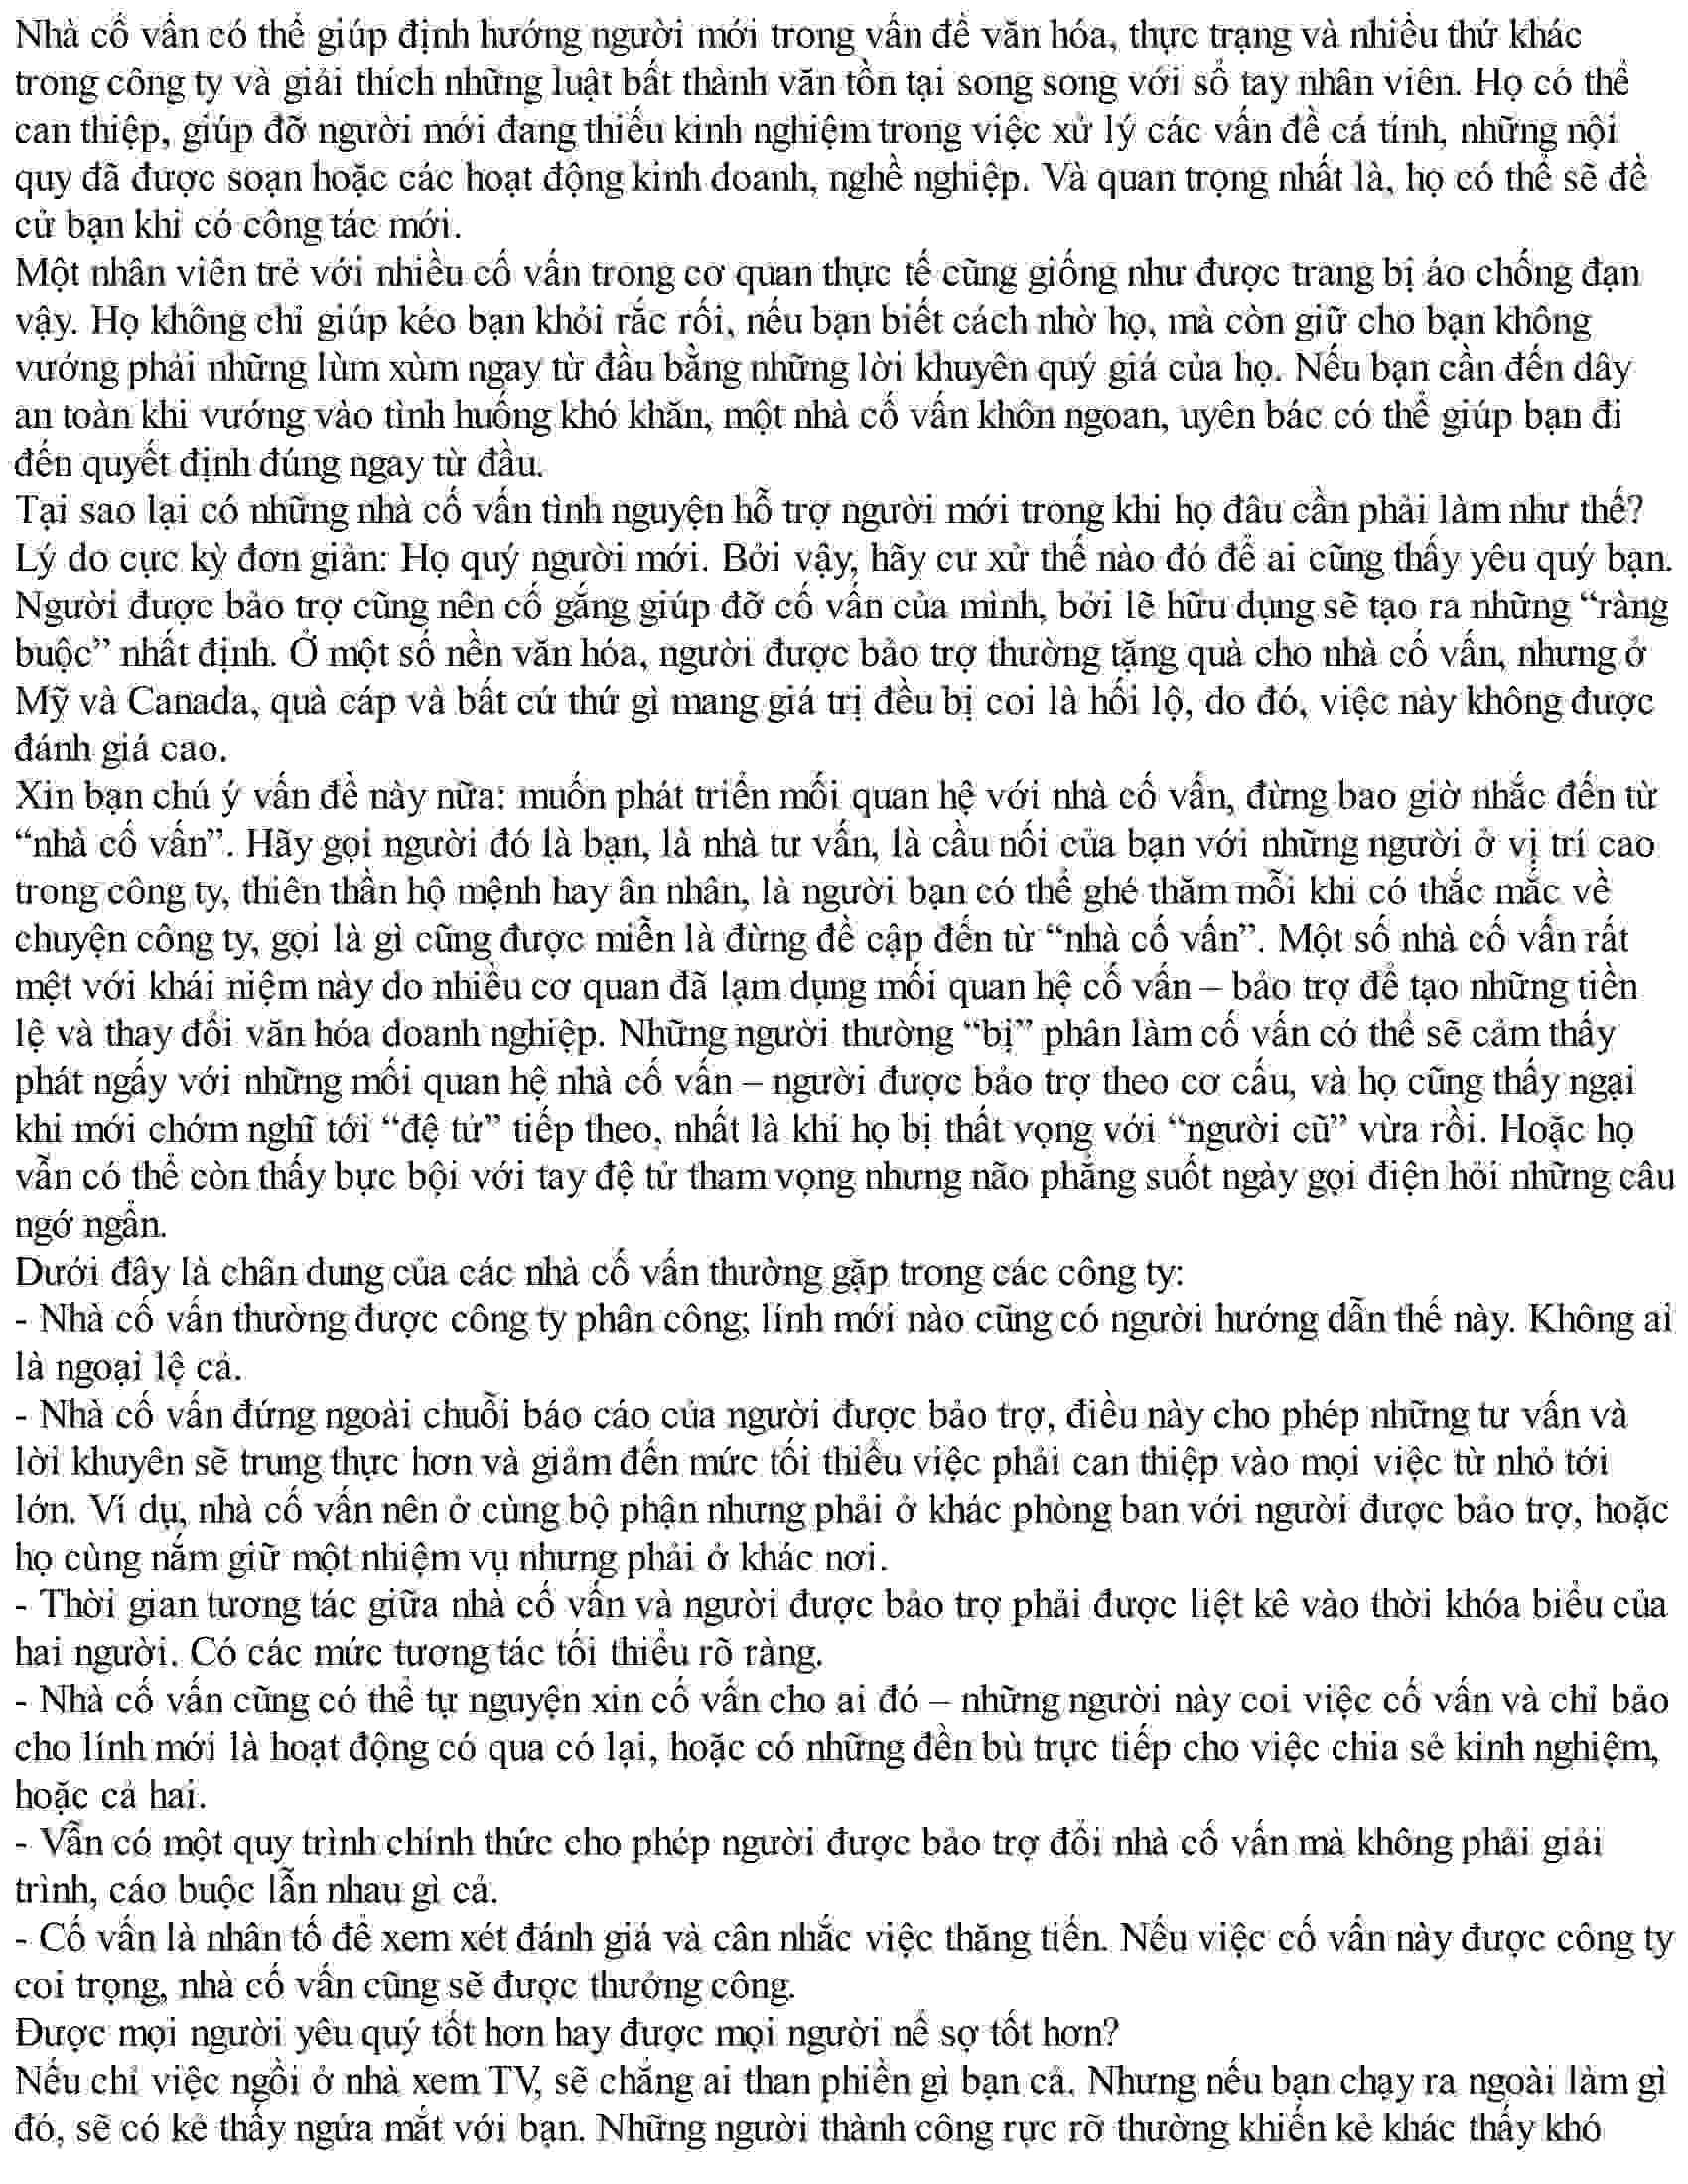 Nhà cố vấn có thể giúp định hướng người mới trong vấn đề văn hóa, thực trạng và nhiều thứ khác
trong công ty và giải thích những luật bất thành văn tồn tại song song với sổ tay nhân viên. Họ có thể
can thiệp, giúp đỡ người mới đang thiếu kinh nghiệm trong việc xử lý các vấn đề cá tính, những nội
quy đã được soạn hoặc các hoạt động kinh doanh, nghề nghiệp. Và quan trọng nhất là, họ có thể sẽ đề
cử bạn khi có công tác mới.
Một nhân viên trẻ với nhiều cố vấn trong cơ quan thực tế cũng giống như được trang bị áo chống đạn
vậy. Họ không chỉ giúp kéo bạn khỏi rắc rối, nếu bạn biết cách nhờ họ, mà còn giữ cho bạn không
vướng phải những lùm xùm ngay từ đầu bằng những lời khuyên quý giá của họ. Nếu bạn cần đến dây
an toàn khi vướng vào tình huống khó khăn, một nhà cố vấn khôn ngoan, uyên bác có thể giúp bạn đi
đến quyết định đúng ngay từ đầu.
Tại sao lại có những nhà cố vấn tình nguyện hỗ trợ người mới trong khi họ đâu cần phải làm như thế?
Lý do cực kỳ đơn giản: Họ quý người mới. Bởi vậy, hãy cư xử thế nào đó để ai cũng thấy yêu quý bạn.
Người được bảo trợ cũng nên cố gắng giúp đỡ cố vấn của mình, bởi lẽ hữu dụng sẽ tạo ra những “ràng
buộc” nhất định. Ở một số nền văn hóa, người được bảo trợ thường tặng quà cho nhà cố vấn, nhưng ở
Mỹ và Canada, quà cáp và bất cứ thứ gì mang giá trị đều bị coi là hối lộ, do đó, việc này không được
đánh giá cao.
Xin bạn chú ý vấn đề này nữa: muốn phát triển mối quan hệ với nhà cố vấn, đừng bao giờ nhắc đến từ
“nhà cố vấn”. Hãy gọi người đó là bạn, là nhà tư vấn, là cầu nối của bạn với những người ở vị trí cao
trong công ty, thiên thần hộ mệnh hay ân nhân, là người bạn có thể ghé thăm mỗi khi có thắc mắc về
chuyện công ty, gọi là gì cũng được miễn là đừng đề cập đến từ “nhà cố vấn”. Một số nhà cố vấn rất
mệt với khái niệm này do nhiều cơ quan đã lạm dụng mối quan hệ cố vấn – bảo trợ để tạo những tiền
lệ và thay đổi văn hóa doanh nghiệp. Những người thường “bị” phân làm cố vấn có thể sẽ cảm thấy
phát ngấy với những mối quan hệ nhà cố vấn – người được bảo trợ theo cơ cấu, và họ cũng thấy ngại
khi mới chớm nghĩ tới “đệ tử” tiếp theo, nhất là khi họ bị thất vọng với “người cũ” vừa rồi. Hoặc họ
vẫn có thể còn thấy bực bội với tay đệ tử tham vọng nhưng não phẳng suốt ngày gọi điện hỏi những câu
ngớ ngẩn.
Dưới đây là chân dung của các nhà cố vấn thường gặp trong các công ty:
- Nhà cố vấn thường được công ty phân công; lính mới nào cũng có người hướng dẫn thế này. Không ai
là ngoại lệ cả.
- Nhà cố vấn đứng ngoài chuỗi báo cáo của người được bảo trợ, điều này cho phép những tư vấn và
lời khuyên sẽ trung thực hơn và giảm đến mức tối thiểu việc phải can thiệp vào mọi việc từ nhỏ tới
lớn. Ví dụ, nhà cố vấn nên ở cùng bộ phận nhưng phải ở khác phòng ban với người được bảo trợ, hoặc
họ cùng nắm giữ một nhiệm vụ nhưng phải ở khác nơi.
- Thời gian tương tác giữa nhà cố vấn và người được bảo trợ phải được liệt kê vào thời khóa biểu của
hai người. Có các mức tương tác tối thiểu rõ ràng.
- Nhà cố vấn cũng có thể tự nguyện xin cố vấn cho ai đó – những người này coi việc cố vấn và chỉ bảo
cho lính mới là hoạt động có qua có lại, hoặc có những đền bù trực tiếp cho việc chia sẻ kinh nghiệm,
hoặc cả hai.
- Vẫn có một quy trình chính thức cho phép người được bảo trợ đổi nhà cố vấn mà không phải giải
trình, cáo buộc lẫn nhau gì cả.
- Cố vấn là nhân tố để xem xét đánh giá và cân nhắc việc thăng tiến. Nếu việc cố vấn này được công ty
coi trọng, nhà cố vấn cũng sẽ được thưởng công.
Được mọi người yêu quý tốt hơn hay được mọi người nể sợ tốt hơn?
Nếu chỉ việc ngồi ở nhà xem TV, sẽ chẳng ai than phiền gì bạn cả. Nhưng nếu bạn chạy ra ngoài làm gì
đó, sẽ có kẻ thấy ngứa mắt với bạn. Những người thành công rực rỡ thường khiến kẻ khác thấy khó